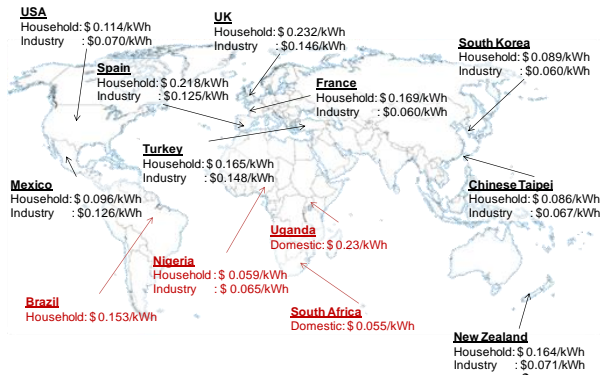 USA
Household: $ 0.114/kWh
Industry : $0.070/kWh
UK
Household: $ 0.232/kWh
Industry : $0.146/kWh
South Korea
Household: $ 0.089/kWh
Industry : $0.060/kWh
Spain
Household: $ 0.218/kWh
Industry : $0.125/kWh
France
Household: $ 0.169/kWh
Industry : $0.060/kWh
Turkey
Household: $ 0.165/kWh
Industry : $0.148/kWh
Mexico
Household: $ 0.096/kWh
Industry : $0.126/kWh
Chinese Taipei
Household: $ 0.086/kWh
Industry : $0.067/kWh
Uganda
Domestic: $ 0.23/kWh
Nigeria
Household : $ 0.059/kWh
Industry : $ 0.065/kWh
Brazil
Household: $ 0.153/kWh
South Africa
Domestic: $ 0.055/kWh
New Zealand
Household: $ 0.164/kWh
Industry : $0.071/kWh